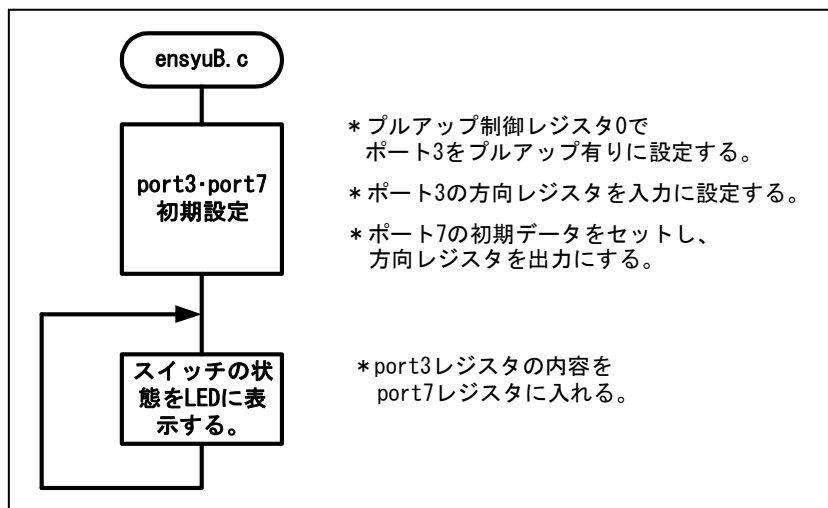 ensyuB.c
port3・port7
初期設定
＊プルアップ制御レジスタ0で
ポート3をプルアップ有りに設定する。
＊ポート3の方向レジスタを入力に設定する。
＊ポート7の初期データをセットし、
方向レジスタを出力にする。
スイッチの状
態をLEDに表
示する。
＊port3レジスタの内容を
port7レジスタに入れる。